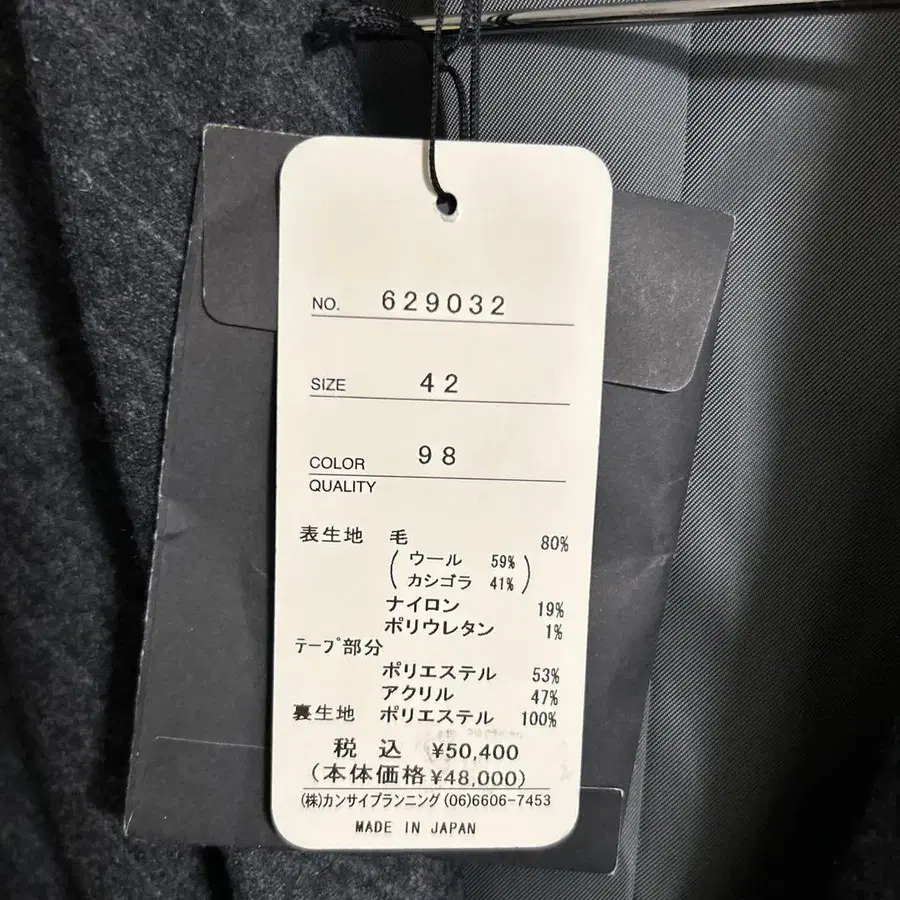 NO. 629032
SIZE 42
COLOR 98
QUALITY
表生地 毛 80%
(ウール 59%
カシゴラ 41%)
ナイロン 19%
ポリウレタン 1%
テープ部分
ポリエステル 53%
アクリル 47%
裏生地 ポリエステル 100%
税込 ¥50,400
(本体価格¥48,000)
(株)カンサイプランニング (06)6606-7453
MADE IN JAPAN